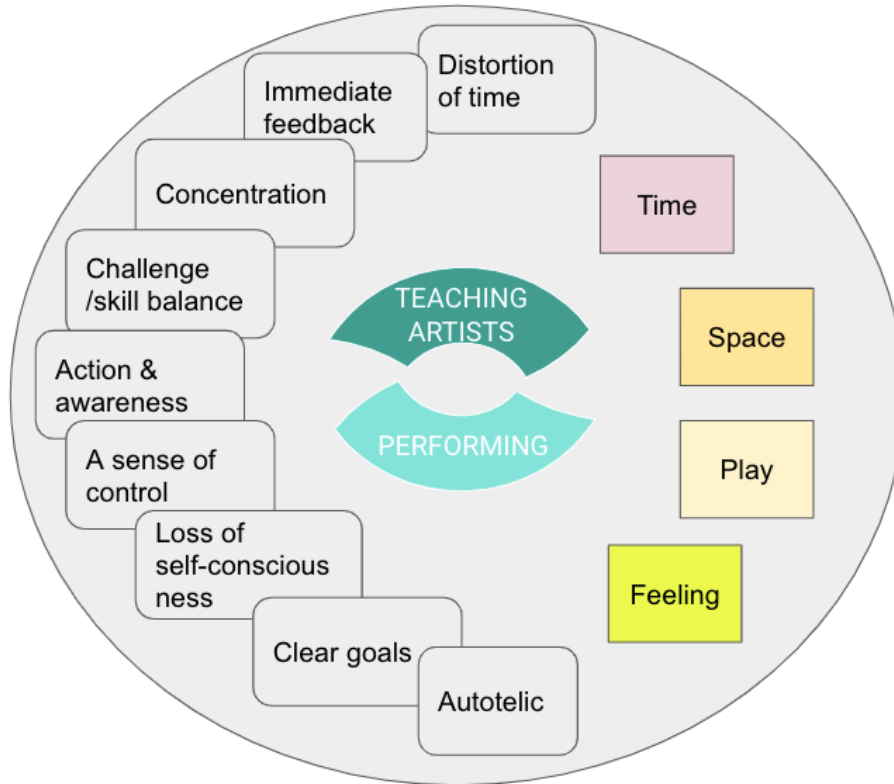 Distortion
of time
Immediate
feedback
Concentration
Challenge
/skill balance
Action &
awareness
A sense of
control
Loss of
self-conscious
ness
Clear goals
Autotelic
TEACHING
ARTISTS
PERFORMING
Time
Space
Play
Feeling